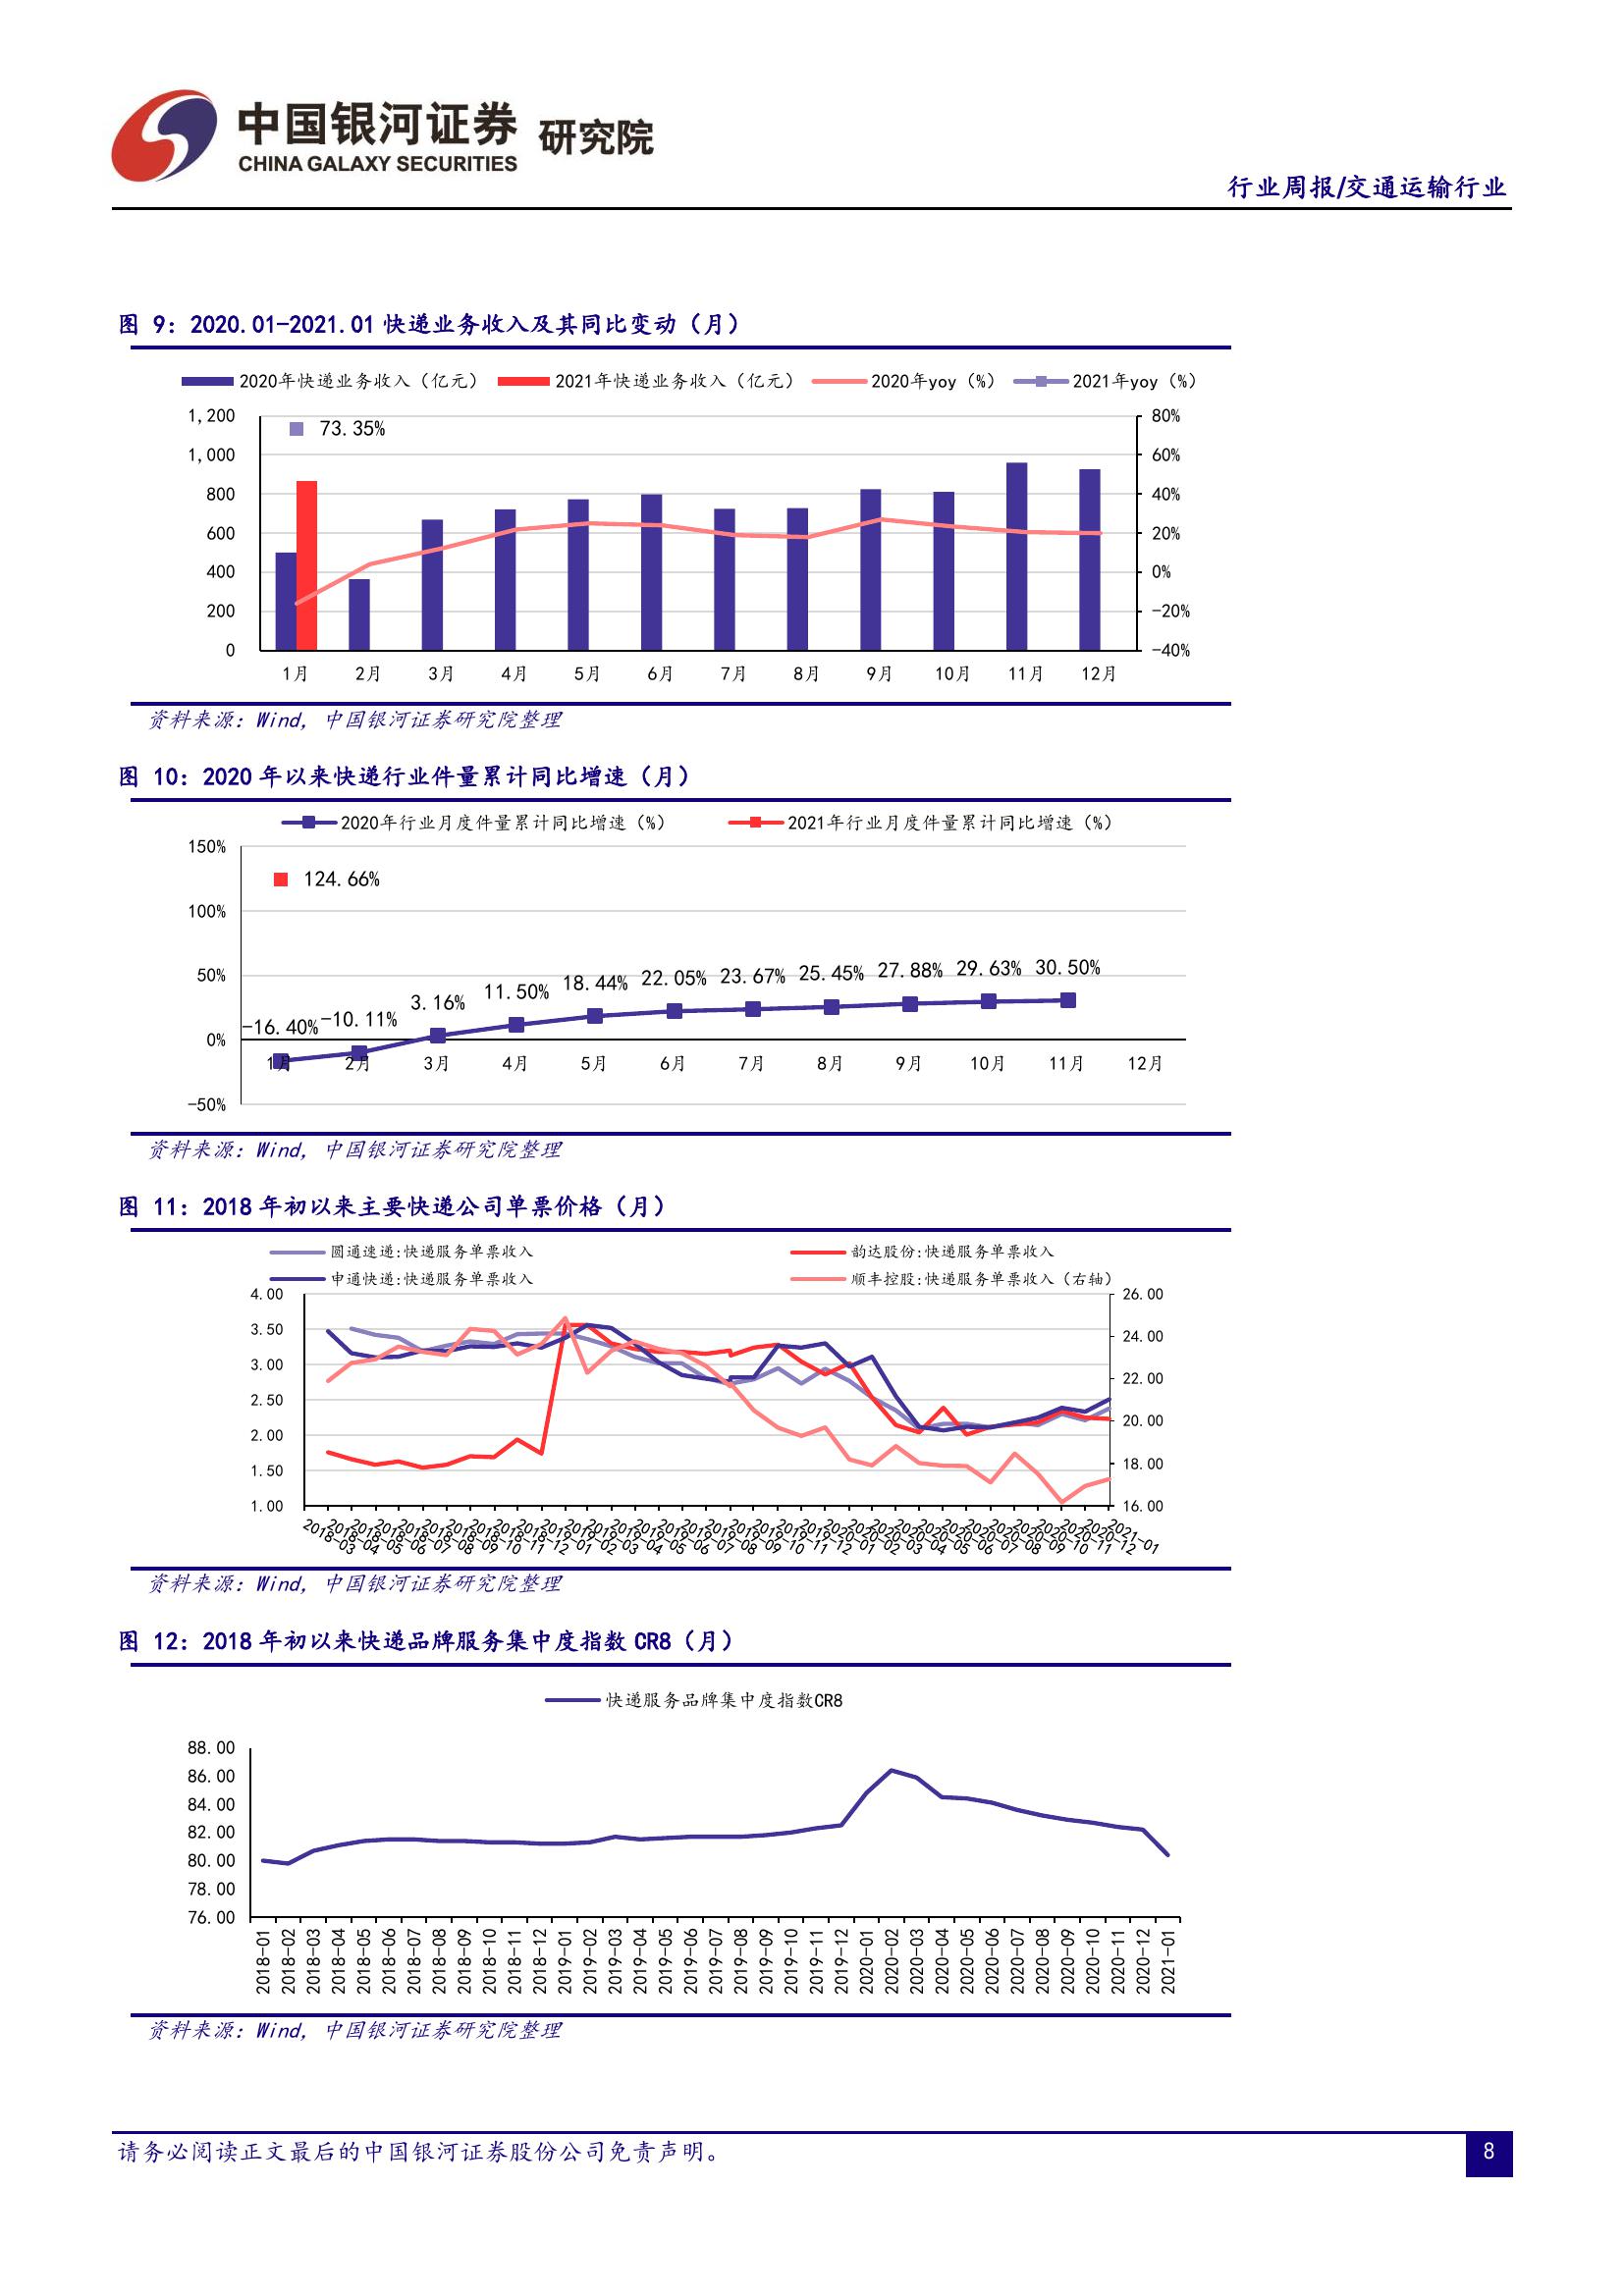 中国银河证券 研究院
CHINA GALAXY SECURITIES
行业周报/交通运输行业
图 9：2020.01-2021.01 快递业务收入及其同比变动（月）
2020年快递业务收入（亿元） 2021年快递业务收入（亿元） 2020年yoy（%） 2021年yoy（%）
1,200 80%
73.35%
1,000 60%
800 40%
600 20%
400 0%
200 -20%
0 -40%
1月 2月 3月 4月 5月 6月 7月 8月 9月 10月 11月 12月
资料来源：Wind，中国银河证券研究院整理
图 10：2020 年以来快递行业件量累计同比增速（月）
2020年行业月度件量累计同比增速（%） 2021年行业月度件量累计同比增速（%）
150%
124.66%
100%
50%
-16.40% -10.11% 3.16% 11.50% 18.44% 22.05% 23.67% 25.45% 27.88% 29.63% 30.50%
0%
1月 2月 3月 4月 5月 6月 7月 8月 9月 10月 11月 12月
-50%
资料来源：Wind，中国银河证券研究院整理
图 11：2018 年初以来主要快递公司单票价格（月）
圆通速递:快递服务单票收入 韵达股份:快递服务单票收入
申通快递:快递服务单票收入 顺丰控股:快递服务单票收入（右轴）
4.00 26.00
3.50 24.00
3.00 22.00
2.50 20.00
2.00 18.00
1.50 16.00
1.00
2018-03 2018-04 2018-05 2018-06 2018-07 2018-08 2018-09 2018-10 2018-11 2018-12 2019-01 2019-02 2019-03 2019-04 2019-05 2019-06 2019-07 2019-08 2019-09 2019-10 2019-11 2019-12 2020-01 2020-02 2020-03 2020-04 2020-05 2020-06 2020-07 2020-08 2020-09 2020-10 2020-11 2020-12 2021-01
资料来源：Wind，中国银河证券研究院整理
图 12：2018 年初以来快递品牌服务集中度指数 CR8（月）
快递服务品牌集中度指数CR8
88.00
86.00
84.00
82.00
80.00
78.00
76.00
2018-01 2018-02 2018-03 2018-04 2018-05 2018-06 2018-07 2018-08 2018-09 2018-10 2018-11 2018-12 2019-01 2019-02 2019-03 2019-04 2019-05 2019-06 2019-07 2019-08 2019-09 2019-10 2019-11 2019-12 2020-01 2020-02 2020-03 2020-04 2020-05 2020-06 2020-07 2020-08 2020-09 2020-10 2020-11 2020-12 2021-01
资料来源：Wind，中国银河证券研究院整理
请务必阅读正文最后的中国银河证券股份公司免责声明。
8